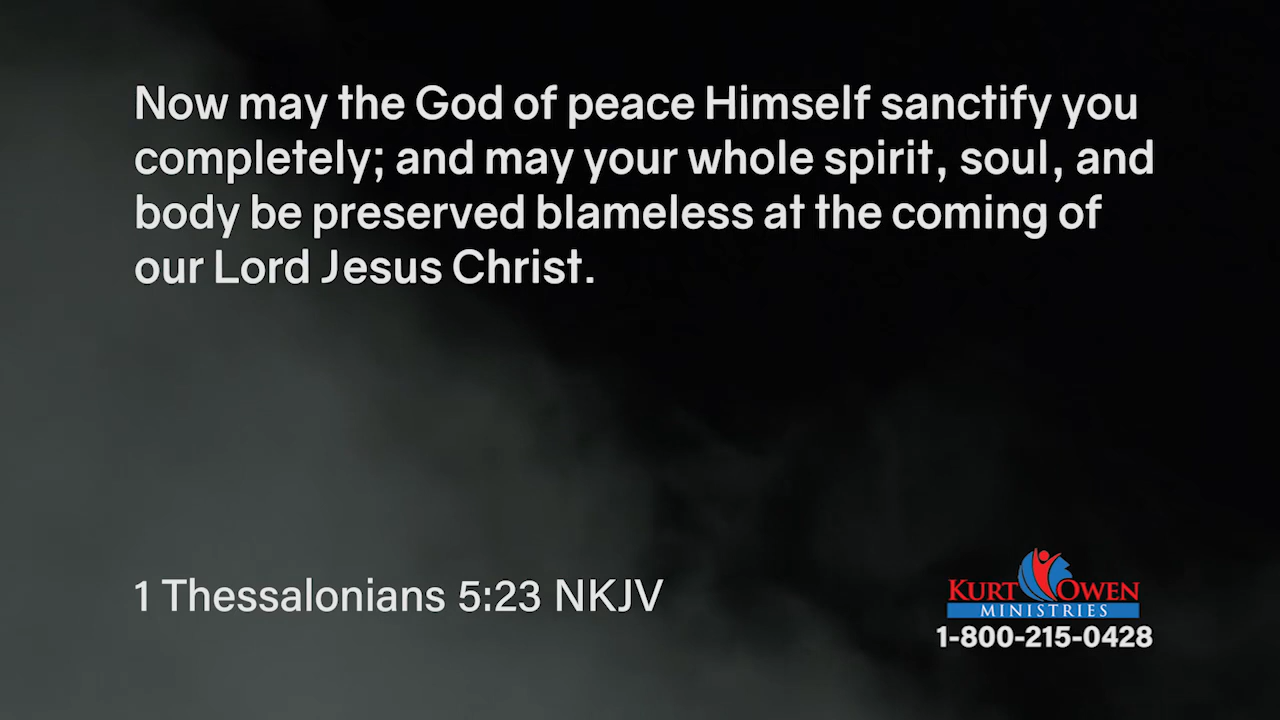 Now may the God of peace Himself sanctify you
completely; and may your whole spirit, soul, and
body be preserved blameless at the coming of
our Lord Jesus Christ.
1 Thessalonians 5:23 NKJV
KURT OWEN
MINISTRIES
1-800-215-0428